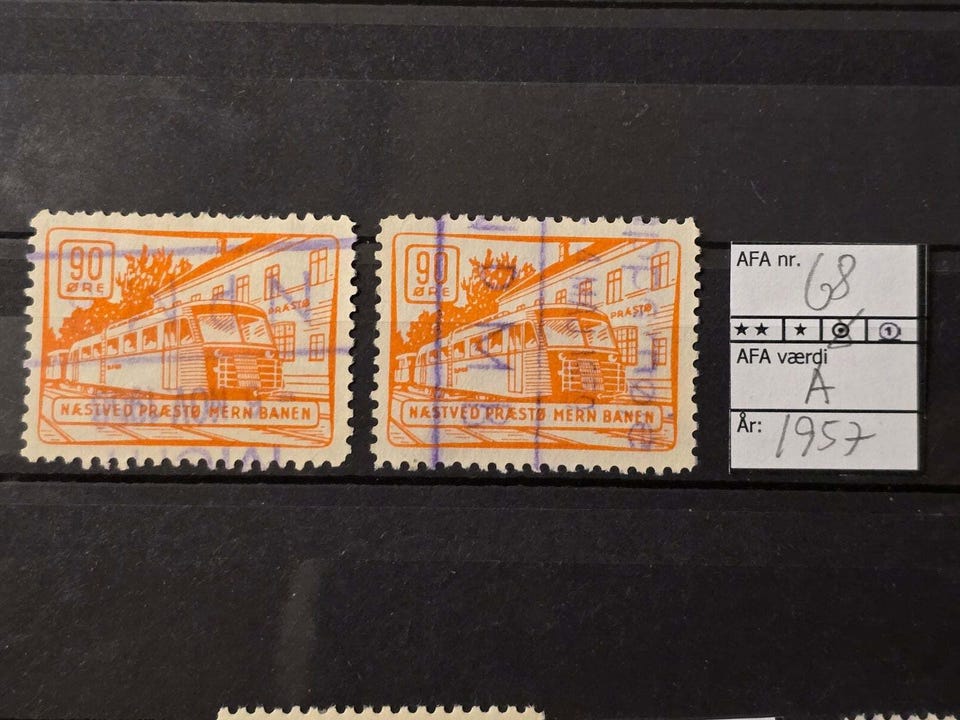 90
ØRE
PRÆSTØ
NÆSTVED PRÆSTØ MERN BANEN
90
ØRE
PRÆSTØ
NÆSTVED PRÆSTØ MERN BANEN
AFA nr. 68
★★ ★ ⊙ ①
AFA værdi
A
År: 1957